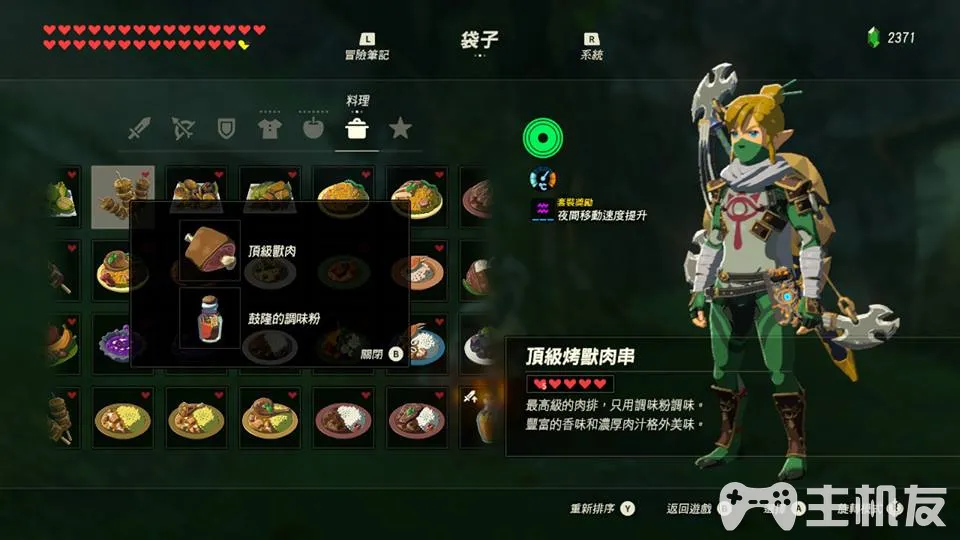 L
冒險筆記
袋子
R
系統
2371
料理
套裝獎勵
夜間移動速度提升
頂級獸肉
鼓隆的調味粉
關閉 B
頂級烤獸肉串
最高級的肉排，只用調味粉調味。
豐富的香味和濃厚肉汁格外美味。
重新排序 Y
返回遊戲
主机友